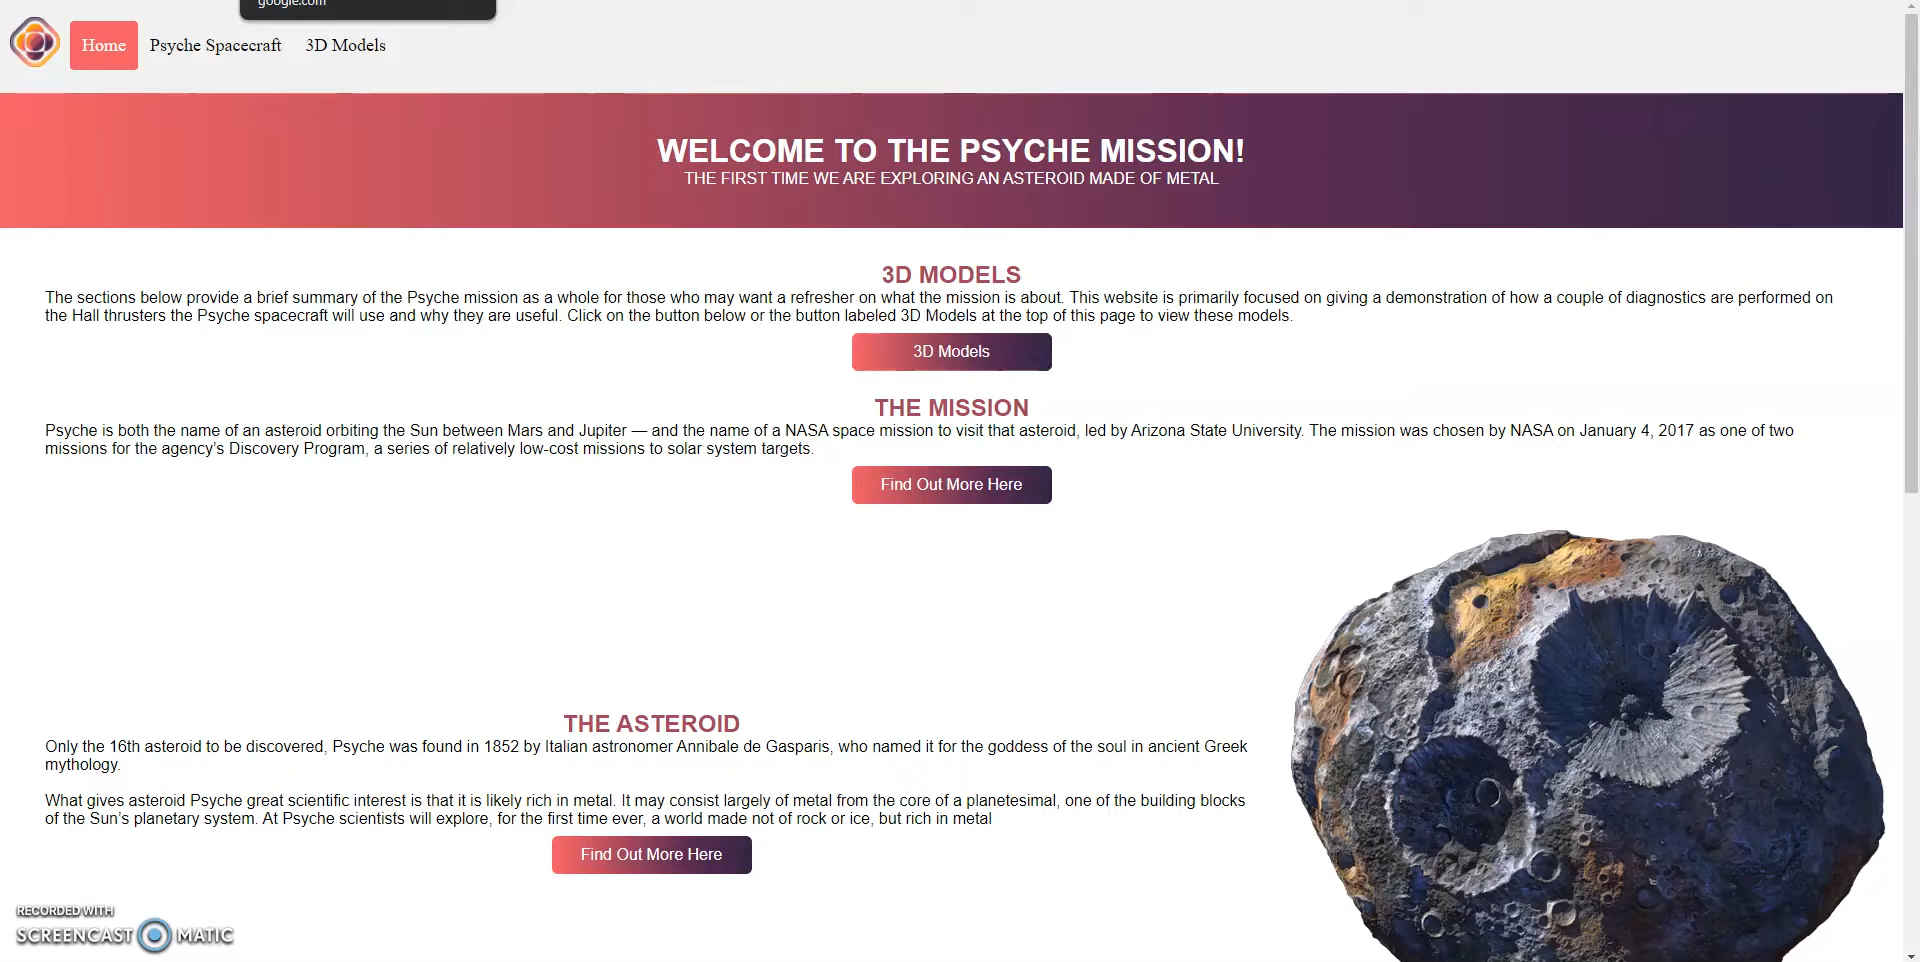 google.com
Home
Psyche Spacecraft
3D Models
WELCOME TO THE PSYCHE MISSION!
THE FIRST TIME WE ARE EXPLORING AN ASTEROID MADE OF METAL
3D MODELS
The sections below provide a brief summary of the Psyche mission as a whole for those who may want a refresher on what the mission is about. This website is primarily focused on giving a demonstration of how a couple of diagnostics are performed on
the Hall thrusters the Psyche spacecraft will use and why they are useful. Click on the button below or the button labeled 3D Models at the top of this page to view these models.
3D Models
THE MISSION
Psyche is both the name of an asteroid orbiting the Sun between Mars and Jupiter — and the name of a NASA space mission to visit that asteroid, led by Arizona State University. The mission was chosen by NASA on January 4, 2017 as one of two
missions for the agency’s Discovery Program, a series of relatively low-cost missions to solar system targets.
Find Out More Here
THE ASTEROID
Only the 16th asteroid to be discovered, Psyche was found in 1852 by Italian astronomer Annibale de Gasparis, who named it for the goddess of the soul in ancient Greek
mythology.
What gives asteroid Psyche great scientific interest is that it is likely rich in metal. It may consist largely of metal from the core of a planetesimal, one of the building blocks
of the Sun’s planetary system. At Psyche scientists will explore, for the first time ever, a world made not of rock or ice, but rich in metal
Find Out More Here
RECORDED WITH
SCREENCAST MATIC